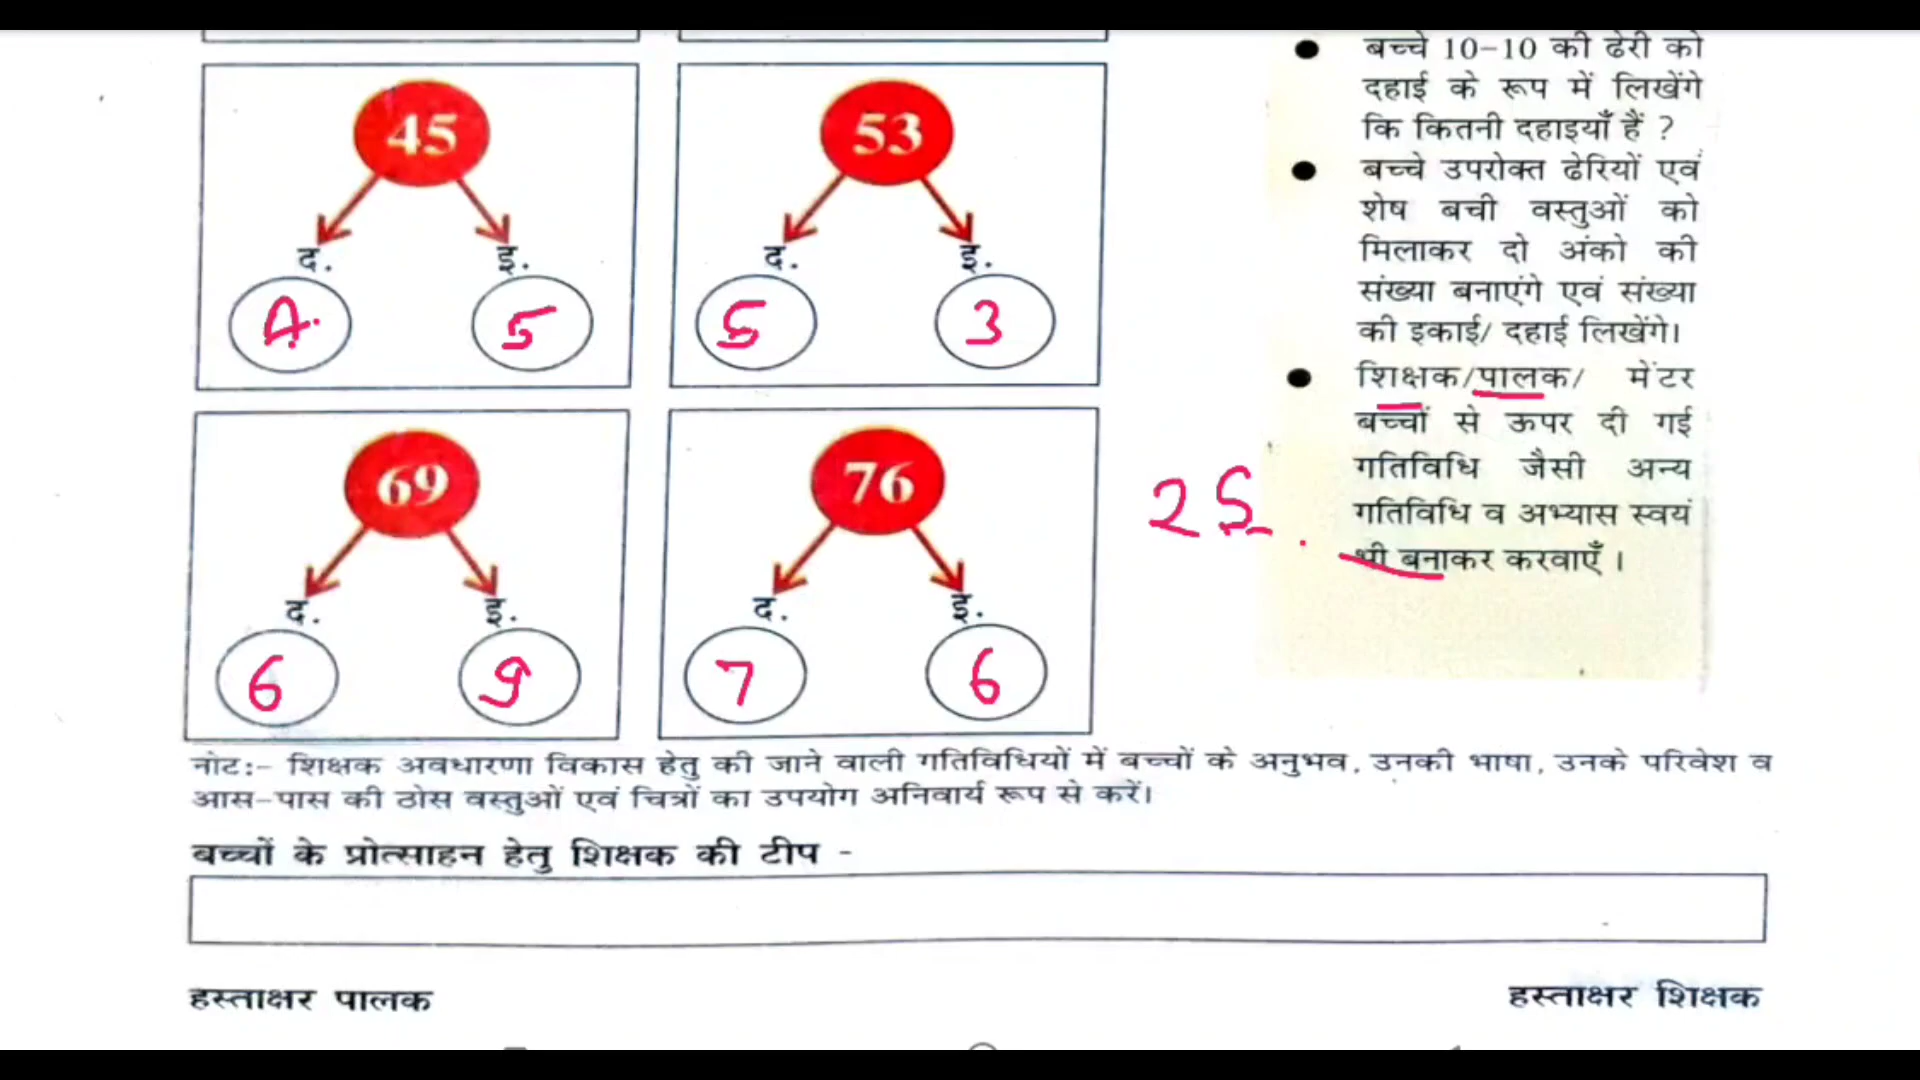 45
53
द.
इ.
द.
इ.
4
5
5
3
69
76
द.
इ.
द.
इ.
6
9
7
6
25
● बच्चे 10-10 की ढेरी को
दहाई के रूप में लिखेंगे
कि कितनी दहाइयाँ हैं ?
● बच्चे उपरोक्त ढेरियों एवं
शेष बची वस्तुओं को
मिलाकर दो अंको की
संख्या बनाएंगे एवं संख्या
की इकाई/ दहाई लिखेंगे।
● शिक्षक/पालक/ मेंटर
बच्चों से ऊपर दी गई
गतिविधि जैसी अन्य
गतिविधि व अभ्यास स्वयं
भी बनाकर करवाएँ ।
नोट:- शिक्षक अवधारणा विकास हेतु की जाने वाली गतिविधियों में बच्चों के अनुभव, उनकी भाषा, उनके परिवेश व
आस-पास की ठोस वस्तुओं एवं चित्रों का उपयोग अनिवार्य रूप से करें।
बच्चों के प्रोत्साहन हेतु शिक्षक की टीप -
हस्ताक्षर पालक
हस्ताक्षर शिक्षक